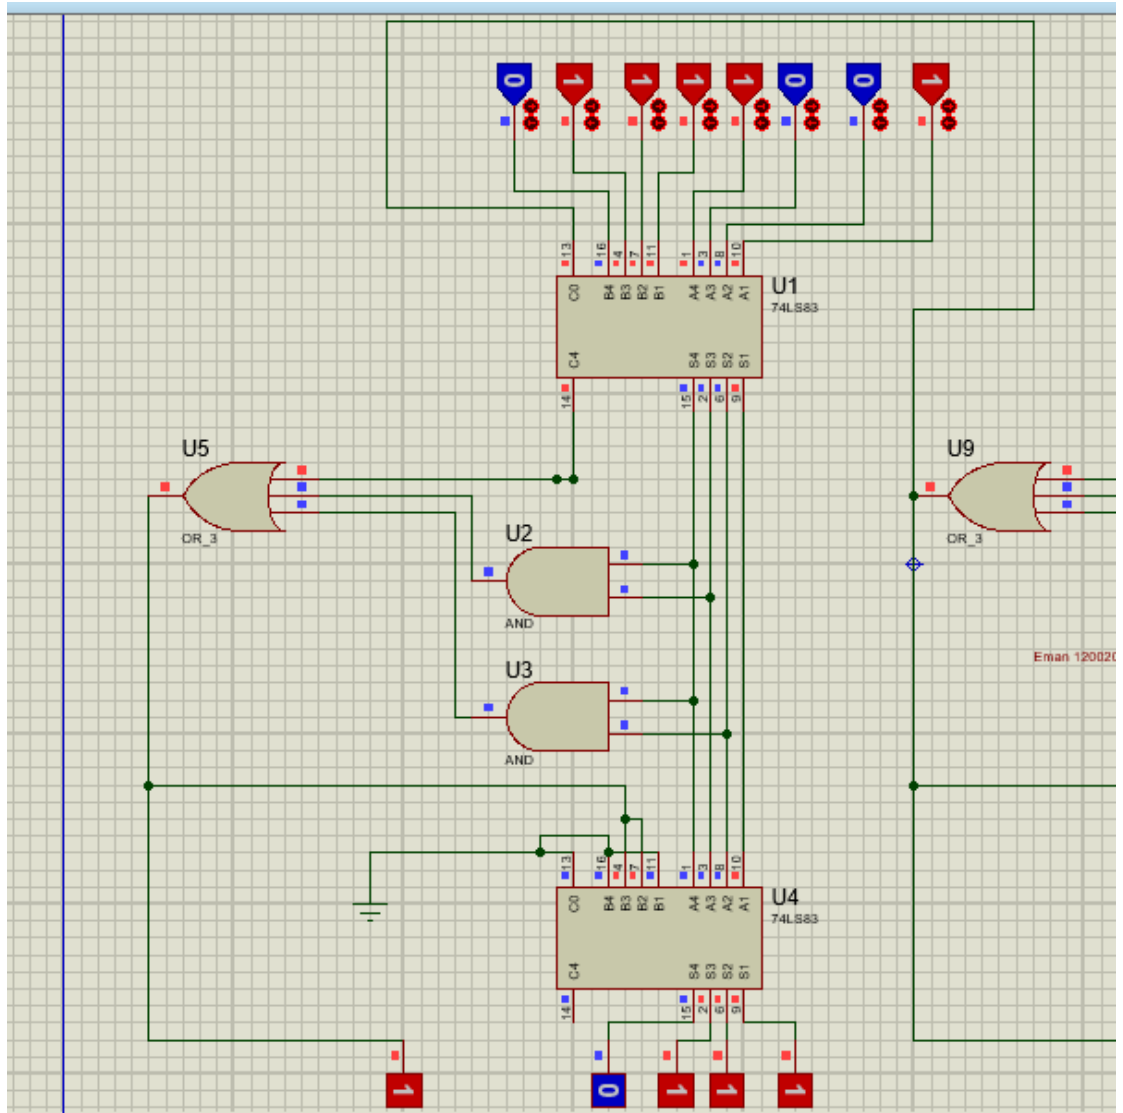 0 1 1 1 1 0 0 1
13 16 4 7 11 1 3 8 10
C0 B4 B3 B2 B1 A4 A3 A2 A1
U1
74LS83
C4 S4 S3 S2 S1
14 15 2 6 9
U5
OR_3
U9
OR_3
U2
AND
Eman 120020
U3
AND
13 16 4 7 11 1 3 8 10
C0 B4 B3 B2 B1 A4 A3 A2 A1
U4
74LS83
C4 S4 S3 S2 S1
14 15 2 6 9
1 0 1 1 1